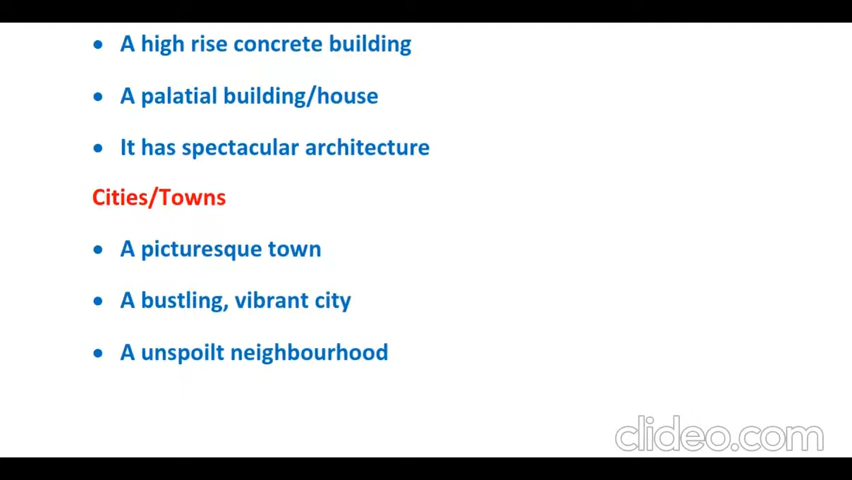 • A high rise concrete building
• A palatial building/house
• It has spectacular architecture
Cities/Towns
• A picturesque town
• A bustling, vibrant city
• A unspoilt neighbourhood
clideo.com